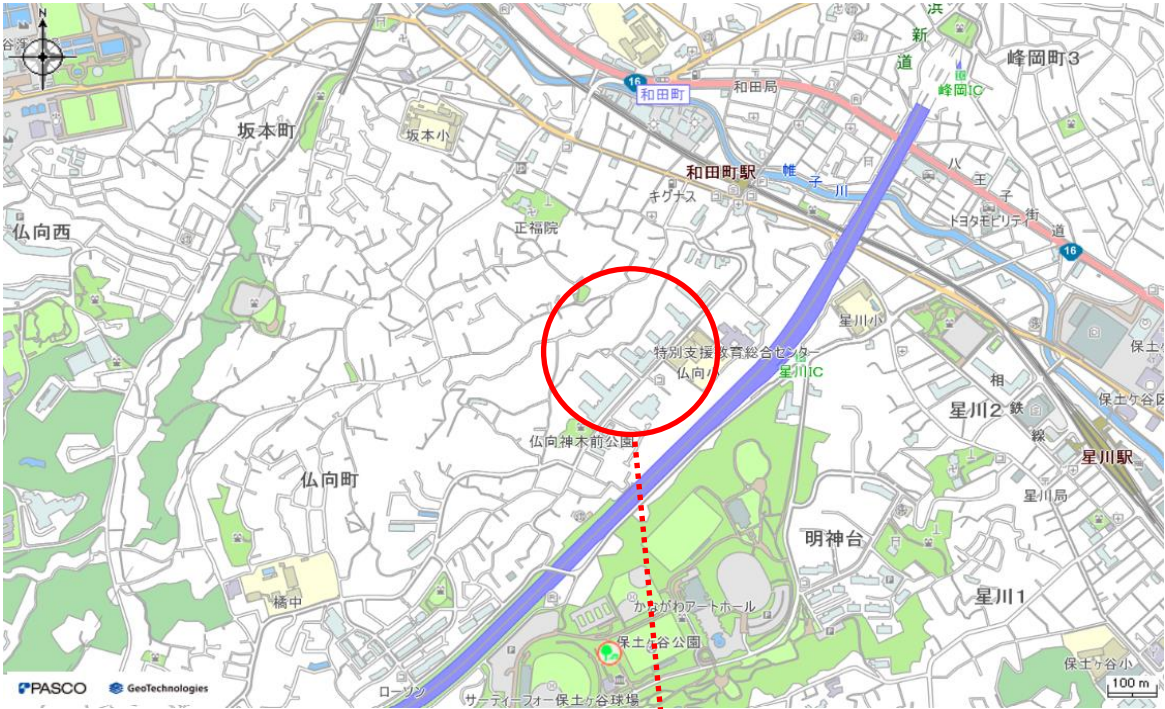 N
浜
新
道
峰岡町3
峰岡IC
16
和田町
和田局
坂本町
坂本小
和田町駅
帷
子
川
八
王
子
街
道
キグナス
トヨタモビリティ
16
正福院
仏向西
星川小
特別支援教育総合センター
仏向小
星川IC
保土ヶ谷区
相
鉄
線
星川2
星川駅
仏向神木前公園
仏向町
星川局
明神台
橘中
かながわアートホール
星川1
保土ヶ谷公園
保土ヶ谷小
PASCO
GeoTechnologies
ローソン
サーティーフォー保土ヶ谷球場
100 m